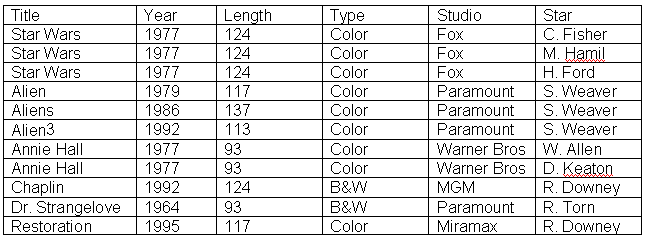 Title Year Length Type Studio Star
Star Wars 1977 124 Color Fox C. Fisher
Star Wars 1977 124 Color Fox M. Hamil
Star Wars 1977 124 Color Fox H. Ford
Alien 1979 117 Color Paramount S. Weaver
Aliens 1986 137 Color Paramount S. Weaver
Alien3 1992 113 Color Paramount S. Weaver
Annie Hall 1977 93 Color Warner Bros W. Allen
Annie Hall 1977 93 Color Warner Bros D. Keaton
Chaplin 1992 124 B&W MGM R. Downey
Dr. Strangelove 1964 93 B&W Paramount R. Torn
Restoration 1995 117 Color Miramax R. Downey